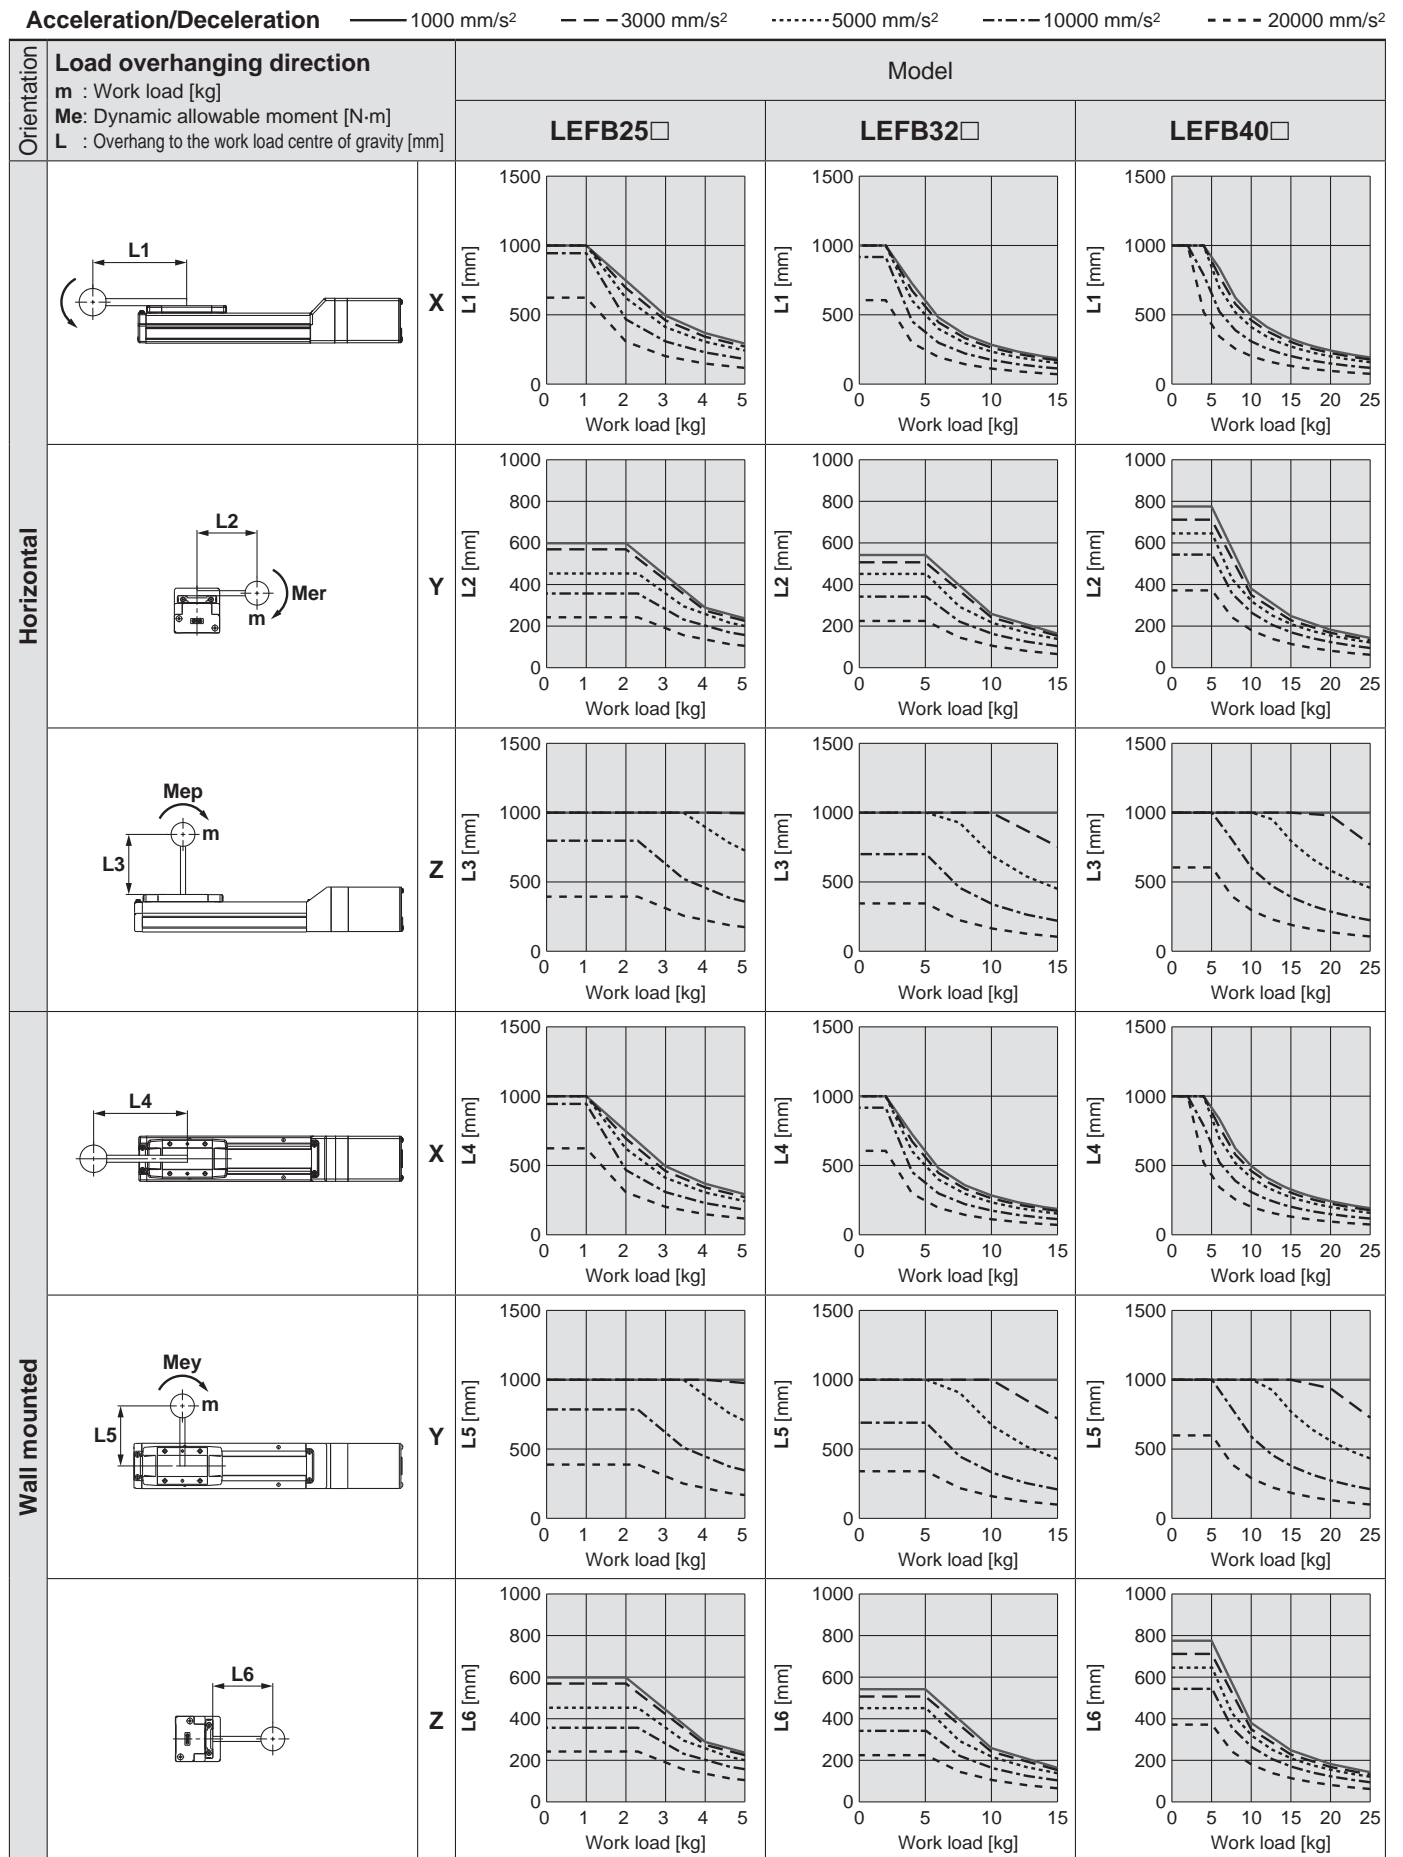 Acceleration/Deceleration 1000 mm/s² 3000 mm/s² 5000 mm/s² 10000 mm/s² 20000 mm/s²
Orientation
Load overhanging direction
m : Work load [kg]
Me: Dynamic allowable moment [N·m]
L : Overhang to the work load centre of gravity [mm]
Model
LEFB25□ LEFB32□ LEFB40□
Horizontal
L1
X
L1 [mm]
1500
1000
500
0
0 1 2 3 4 5
Work load [kg]
L1 [mm]
1500
1000
500
0
0 5 10 15
Work load [kg]
L1 [mm]
1500
1000
500
0
0 5 10 15 20 25
Work load [kg]
L2
Mer
m
Y
L2 [mm]
1000
800
600
400
200
0
0 1 2 3 4 5
Work load [kg]
L2 [mm]
1000
800
600
400
200
0
0 5 10 15
Work load [kg]
L2 [mm]
1000
800
600
400
200
0
0 5 10 15 20 25
Work load [kg]
Mep
m
L3
Z
L3 [mm]
1500
1000
500
0
0 1 2 3 4 5
Work load [kg]
L3 [mm]
1500
1000
500
0
0 5 10 15
Work load [kg]
L3 [mm]
1500
1000
500
0
0 5 10 15 20 25
Work load [kg]
Wall mounted
L4
X
L4 [mm]
1500
1000
500
0
0 1 2 3 4 5
Work load [kg]
L4 [mm]
1500
1000
500
0
0 5 10 15
Work load [kg]
L4 [mm]
1500
1000
500
0
0 5 10 15 20 25
Work load [kg]
Mey
m
L5
Y
L5 [mm]
1500
1000
500
0
0 1 2 3 4 5
Work load [kg]
L5 [mm]
1500
1000
500
0
0 5 10 15
Work load [kg]
L5 [mm]
1500
1000
500
0
0 5 10 15 20 25
Work load [kg]
L6
Z
L6 [mm]
1000
800
600
400
200
0
0 1 2 3 4 5
Work load [kg]
L6 [mm]
1000
800
600
400
200
0
0 5 10 15
Work load [kg]
L6 [mm]
1000
800
600
400
200
0
0 5 10 15 20 25
Work load [kg]